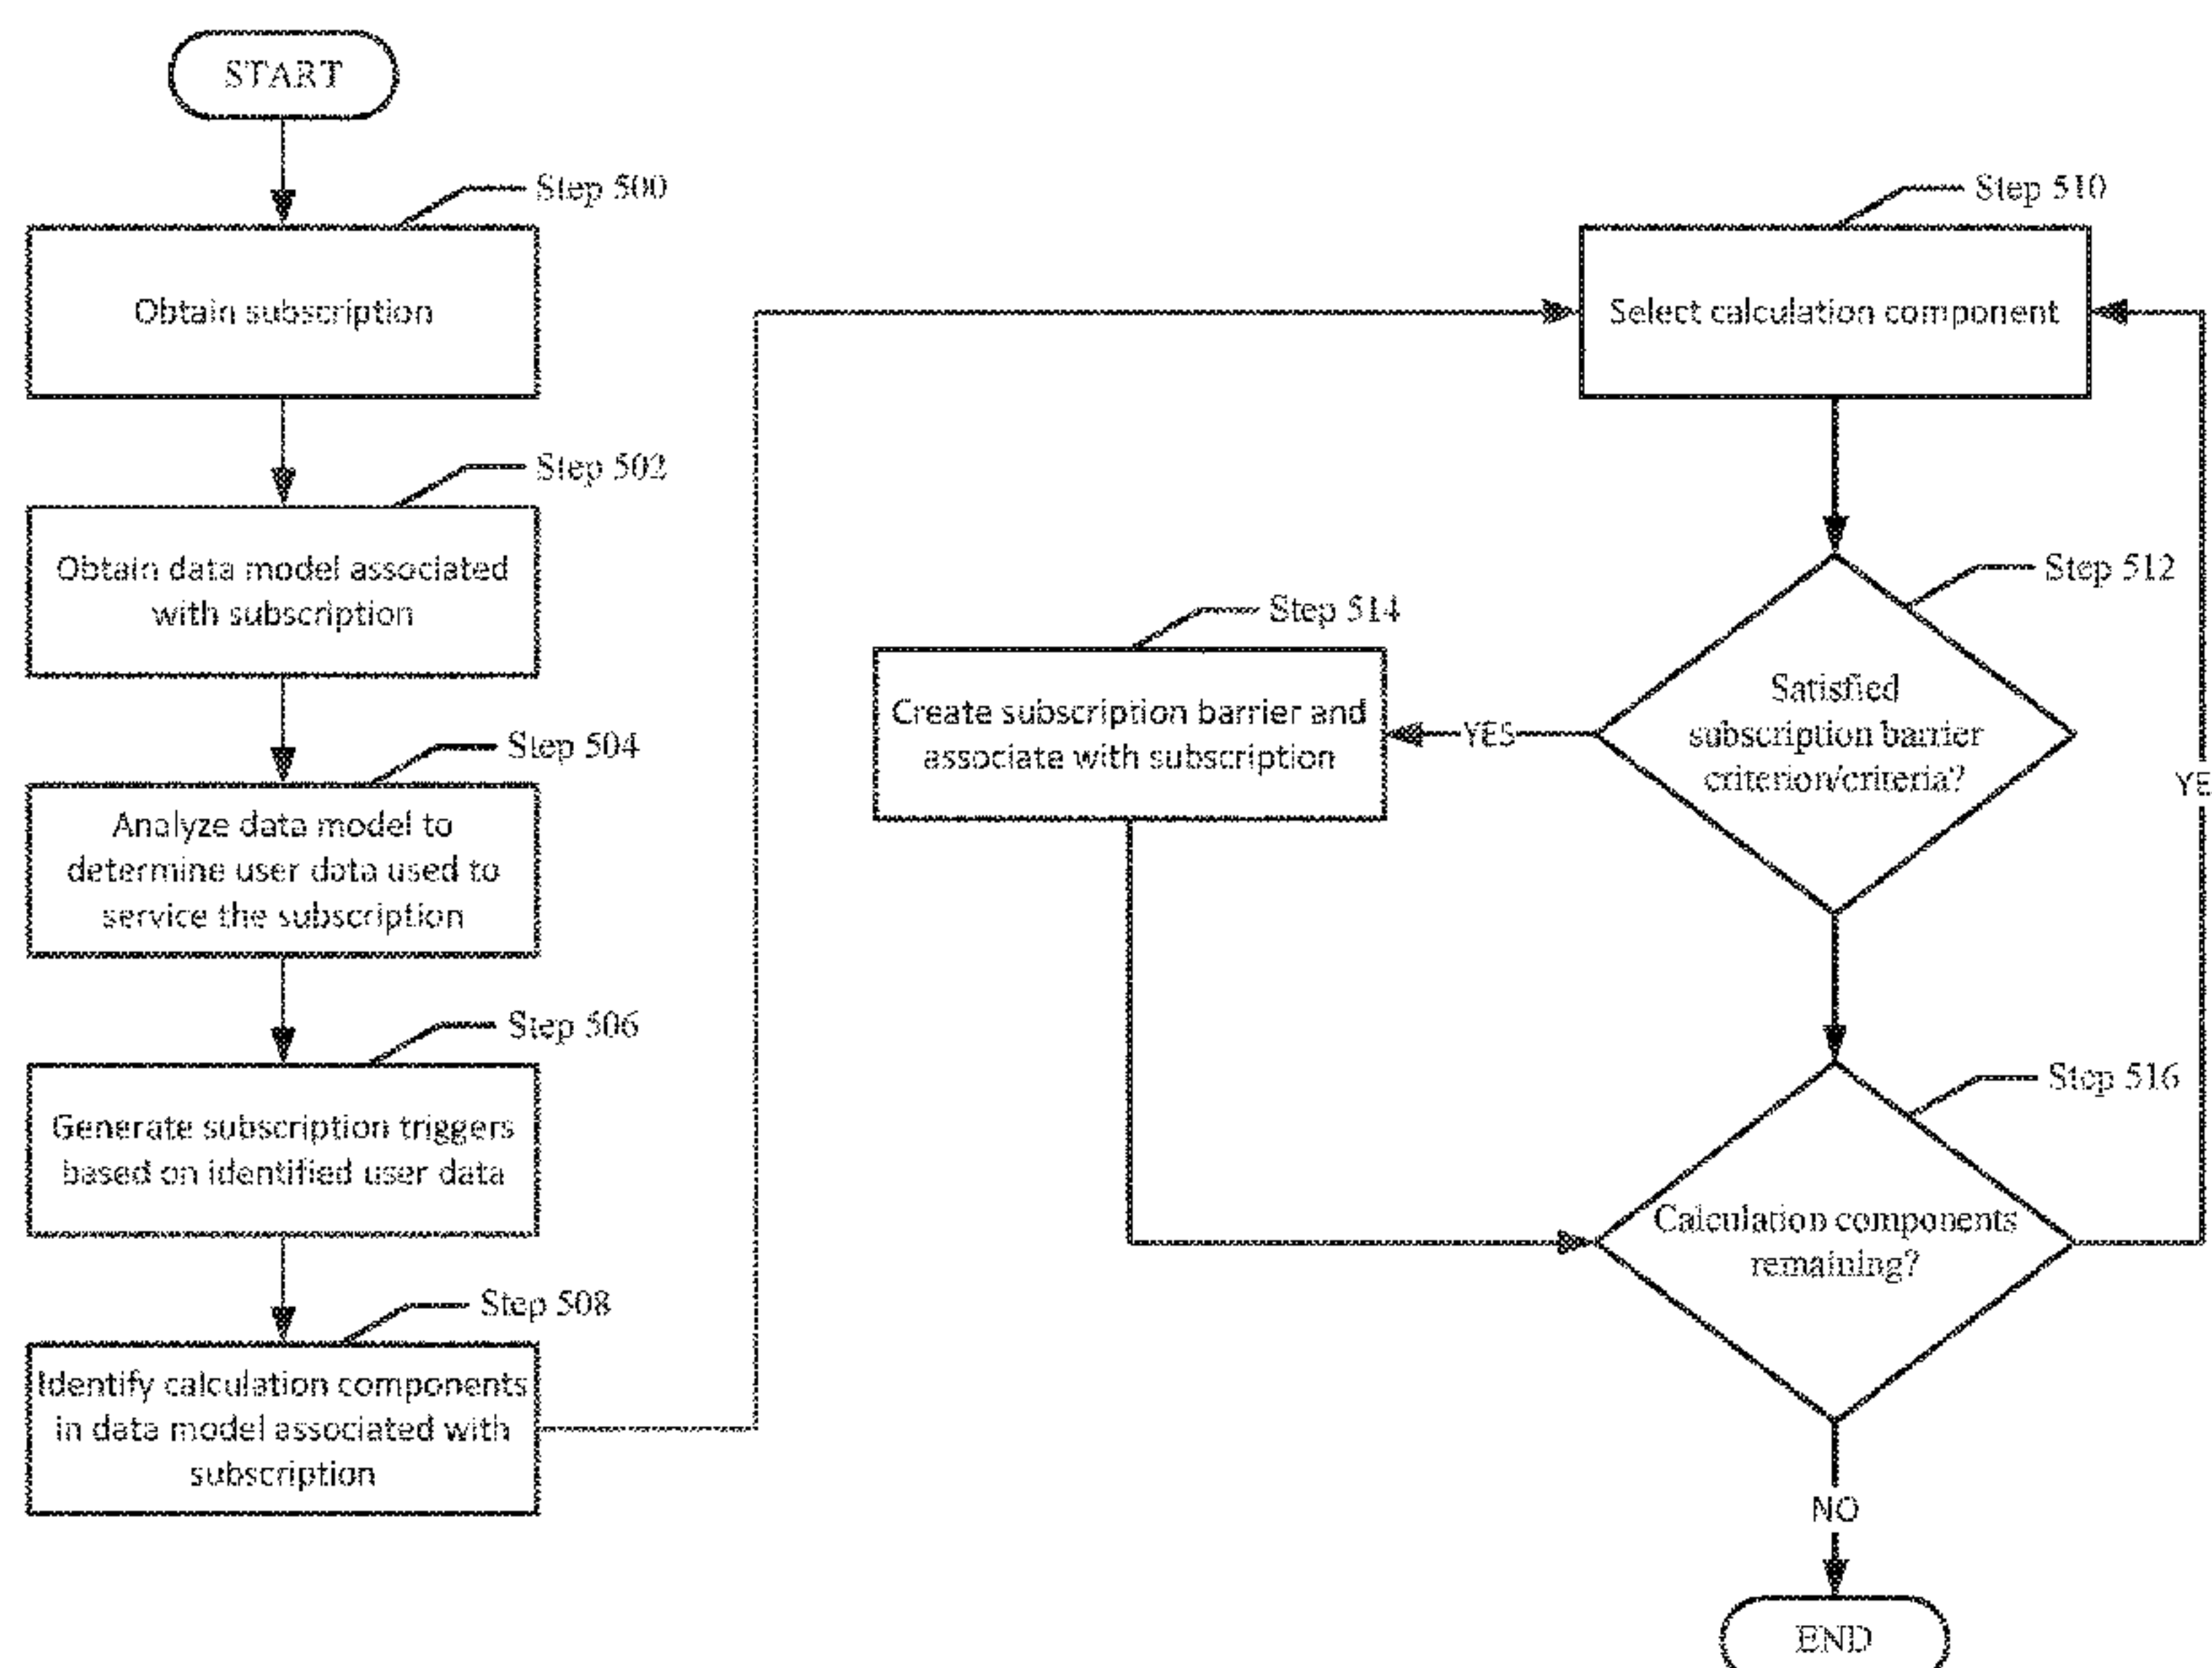 START
Step 500
Obtain subscription
Step 502
Obtain data model associated
with subscription
Step 504
Analyze data model to
determine user data used to
service the subscription
Step 506
Generate subscription triggers
based on identified user data
Step 508
Identify calculation components
in data model associated with
subscription
Step 510
Select calculation component
Step 512
Satisfied
subscription barrier
criterion/criteria?
YES
Step 514
Create subscription barrier and
associate with subscription
Step 516
Calculation components
remaining?
YE
NO
END